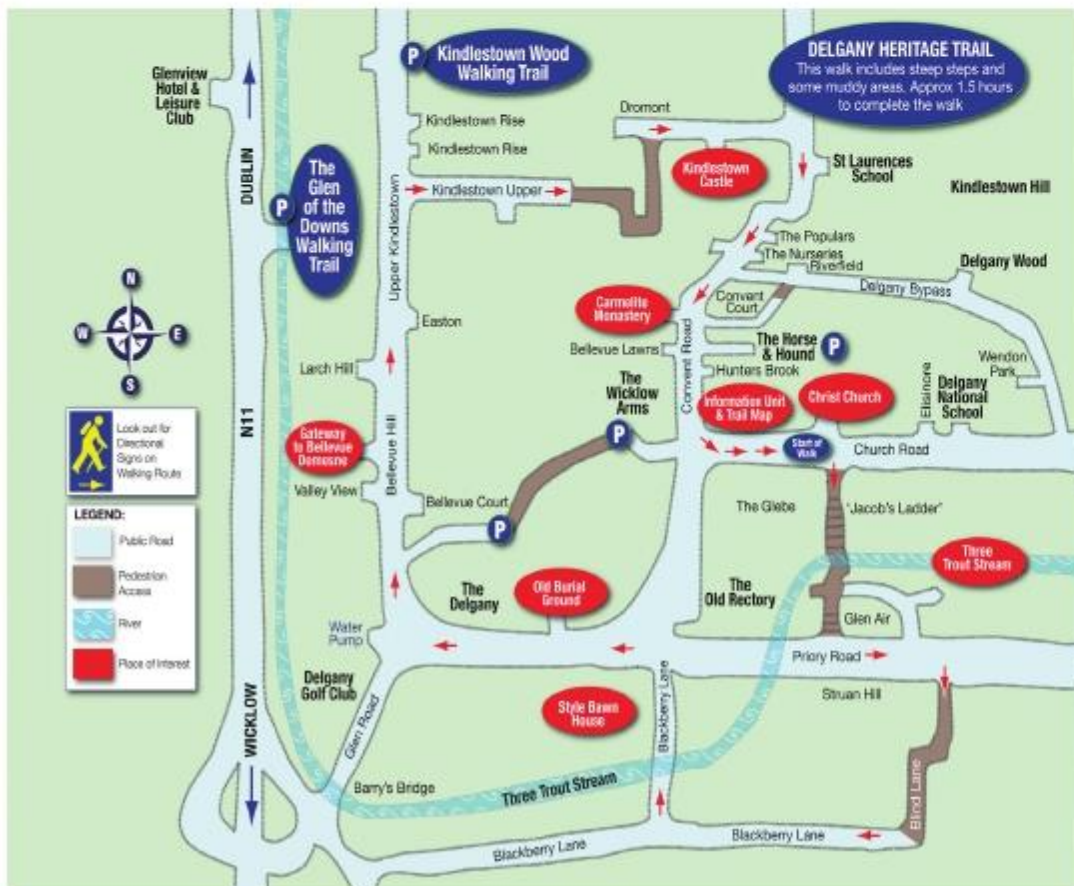 Glenview
Hotel &
Leisure
Club
DUBLIN
P
Kindlestown Wood
Walking Trail
DELGANY HERITAGE TRAIL
This walk includes steep steps and
some muddy areas. Approx 1.5 hours
to complete the walk
Kindlestown Rise
Kindlestown Rise
Dromont
Kindlestown
Castle
St Laurences
School
Kindlestown Hill
P
The
Glen
of the
Downs
Walking
Trail
Kindlestown Upper
Upper Kindlestown
The Populars
The Nurseries
Riverfield
Delgany Wood
Delgany Bypass
N
W
E
S
Carmelite
Monastery
Convent
Court
Easton
Bellevue Lawns
Convent Road
The Horse
& Hound
P
Hunters Brook
Wendon
Park
Larch Hill
The
Wicklow
Arms
Information Unit
& Trail Map
Christ Church
Elisinore
Delgany
National
School
Look out for
Directional
Signs on
Walking Route
N11
Gateway
to Bellevue
Demesne
Bellevue Hill
P
Start of
Walk
Church Road
Valley View
Bellevue Court
P
The Glebe
'Jacob's Ladder'
LEGEND:
Public Road
Pedestrian
Access
River
Place of Interest
Three
Trout Stream
The
Delgany
Old Burial
Ground
The
Old Rectory
Glen Air
Water
Pump
Priory Road
Delgany
Golf Club
Struan Hill
Style Bawn
House
Blackberry Lane
WICKLOW
Glen Road
Barry's Bridge
Three Trout Stream
Blind Lane
Blackberry Lane
Blackberry Lane